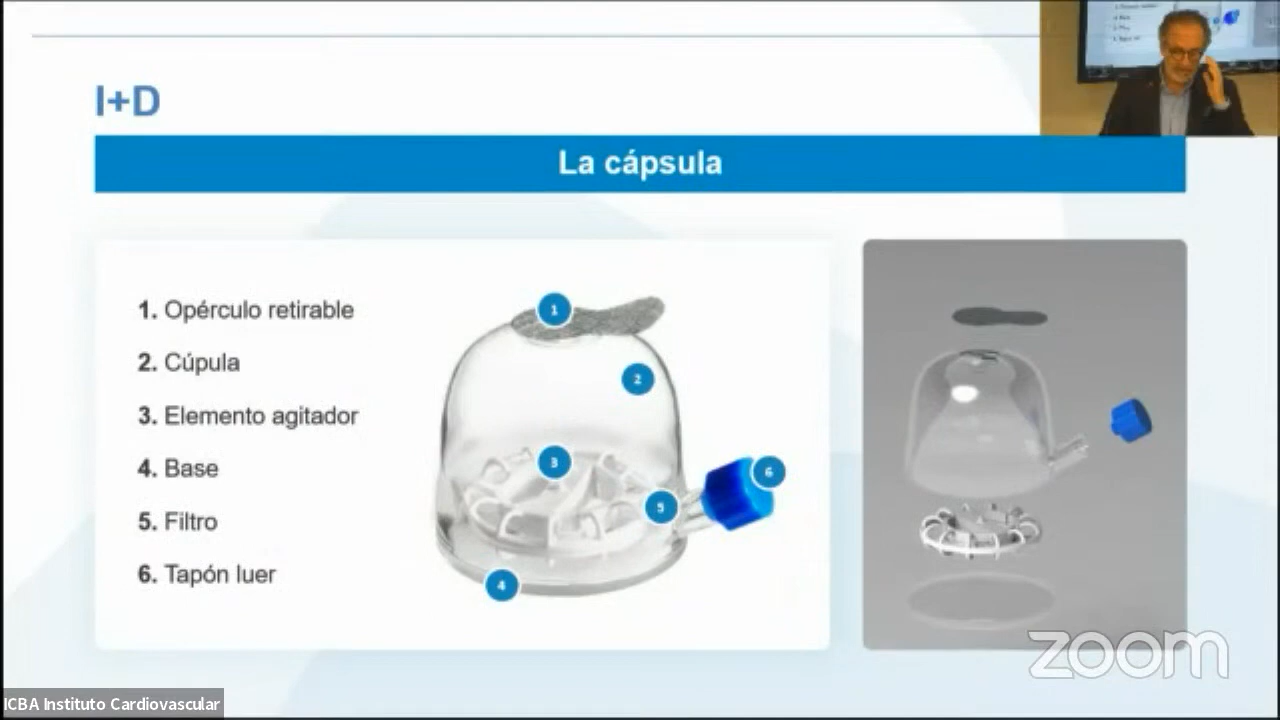 I+D
La cápsula
1. Opérculo retirable
2. Cúpula
3. Elemento agitador
4. Base
5. Filtro
6. Tapón luer
1
2
3
6
5
4
zoom
ICBA Instituto Cardiovascular